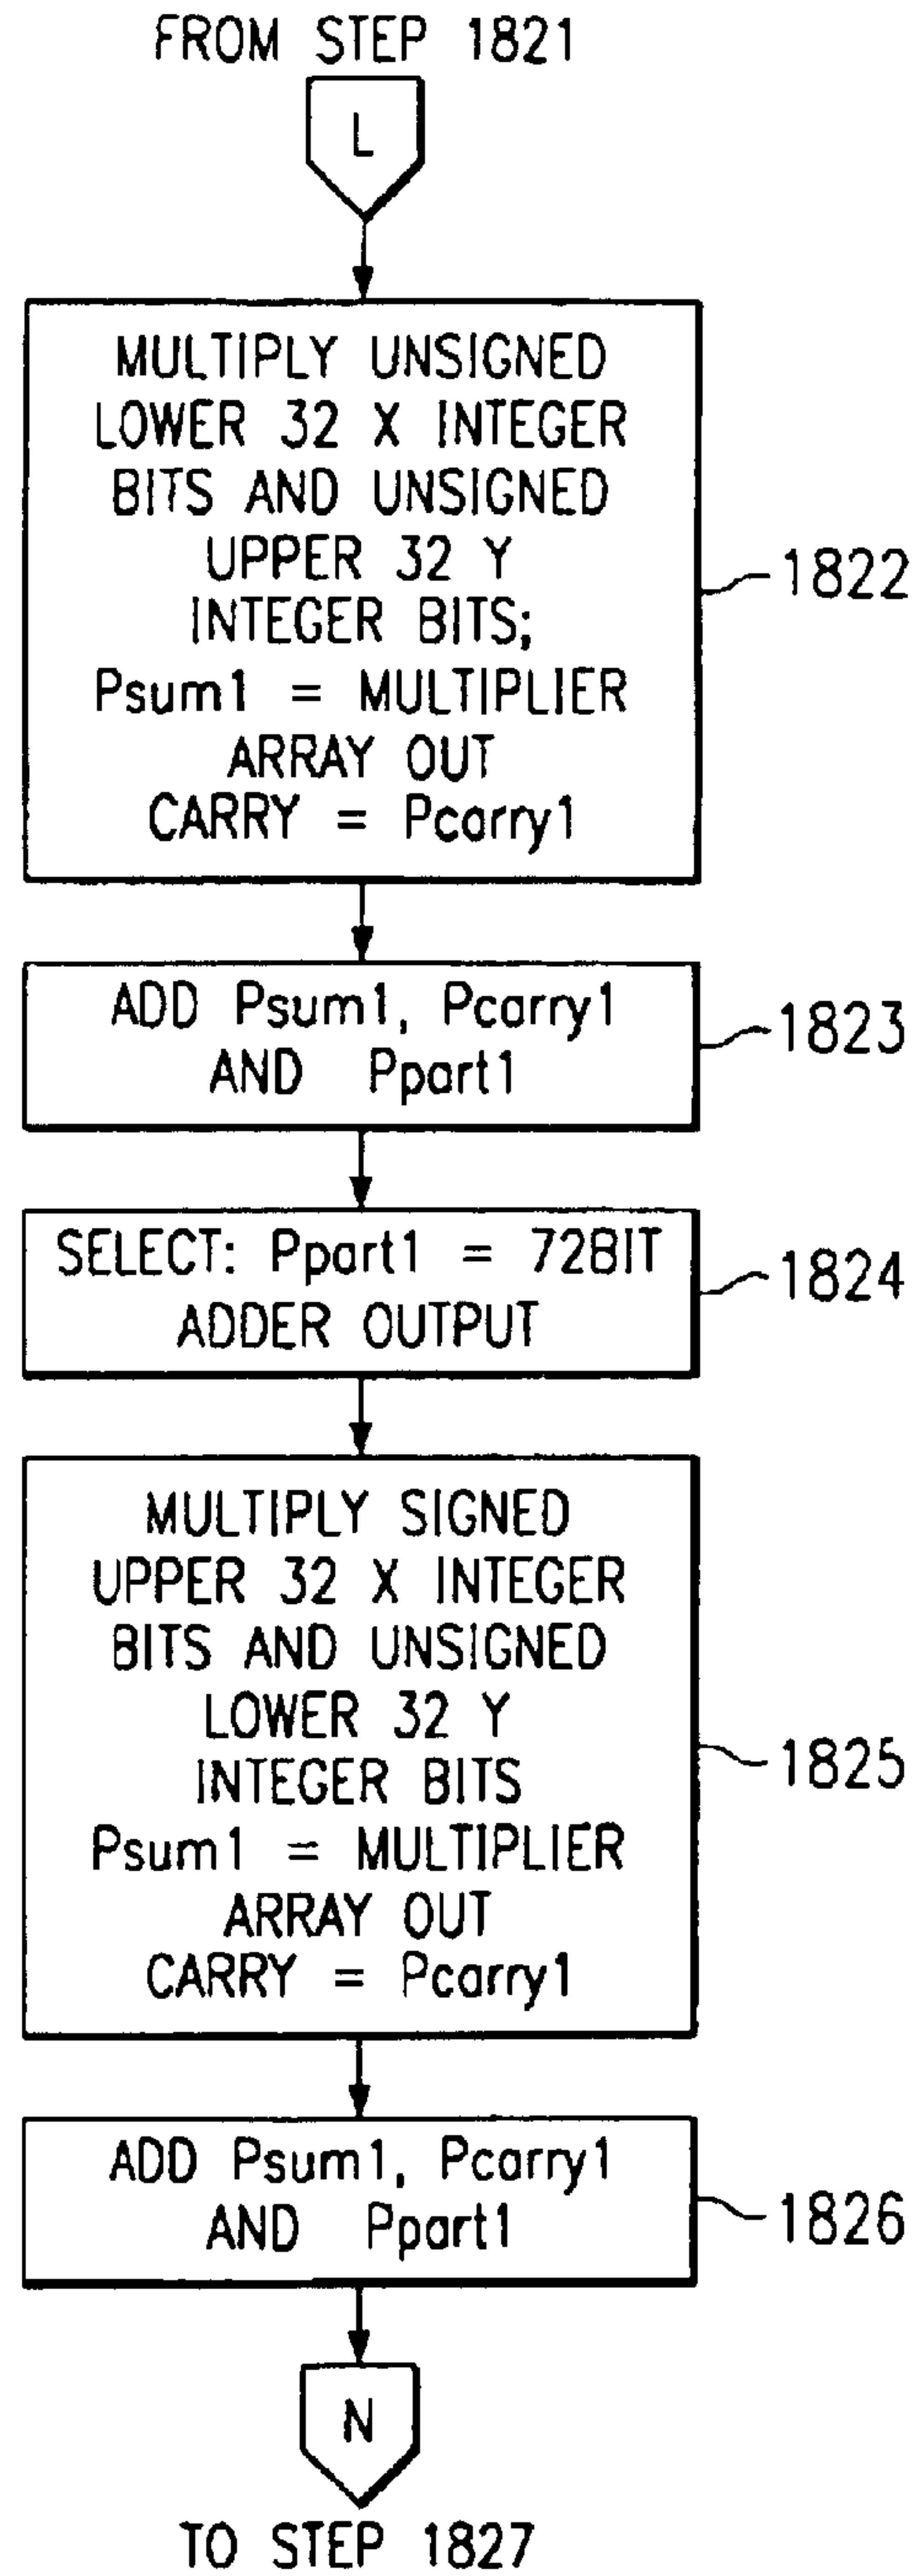 FROM STEP 1821
L
MULTIPLY UNSIGNED
LOWER 32 X INTEGER
BITS AND UNSIGNED
UPPER 32 Y
INTEGER BITS;
Psum1 = MULTIPLIER
ARRAY OUT
CARRY = Pcarry1
1822
ADD Psum1, Pcarry1
AND Ppart1
1823
SELECT: Ppart1 = 72BIT
ADDER OUTPUT
1824
MULTIPLY SIGNED
UPPER 32 X INTEGER
BITS AND UNSIGNED
LOWER 32 Y
INTEGER BITS
Psum1 = MULTIPLIER
ARRAY OUT
CARRY = Pcarry1
1825
ADD Psum1, Pcarry1
AND Ppart1
1826
N
TO STEP 1827